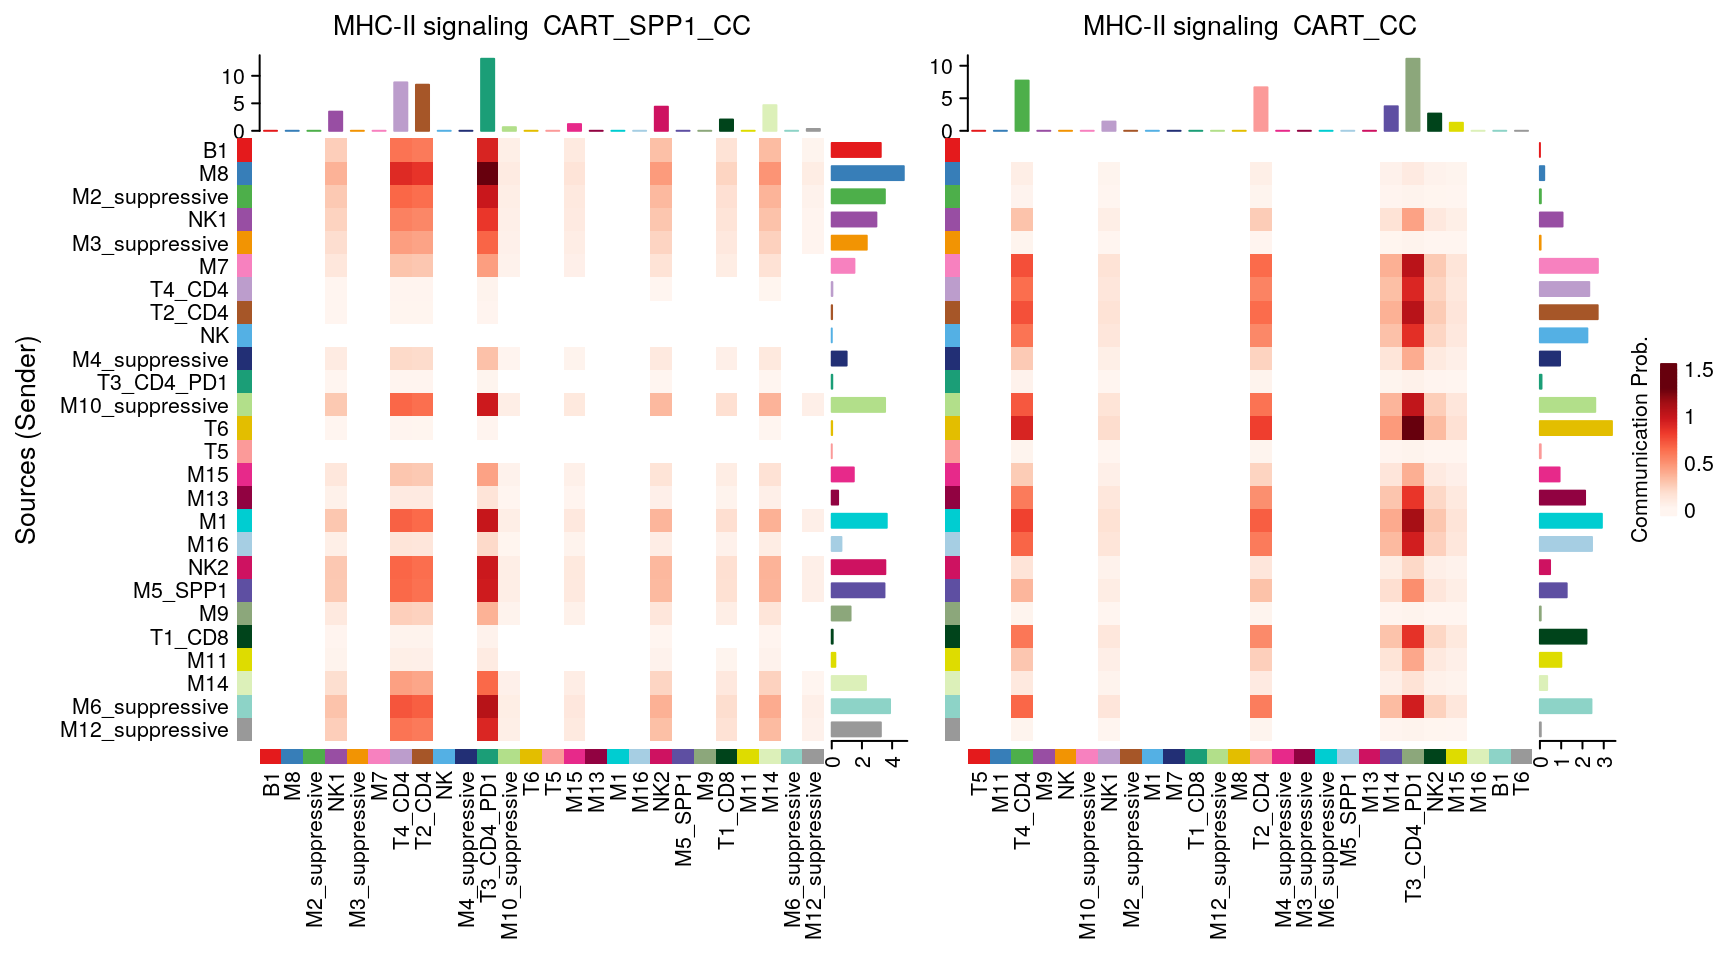 MHC-II signaling  CART_SPP1_CC
MHC-II signaling  CART_CC
10
5
0
10
5
0
Sources (Sender)
B1
M8
M2_suppressive
NK1
M3_suppressive
M7
T4_CD4
T2_CD4
NK
M4_suppressive
T3_CD4_PD1
M10_suppressive
T6
T5
M15
M13
M1
M16
NK2
M5_SPP1
M9
T1_CD8
M11
M14
M6_suppressive
M12_suppressive
0
2
4
0
1
2
3
Communication Prob.
1.5
1
0.5
0
B1
M8
M2_suppressive
NK1
M3_suppressive
M7
T4_CD4
T2_CD4
NK
M4_suppressive
T3_CD4_PD1
M10_suppressive
T6
T5
M15
M13
M1
M16
NK2
M5_SPP1
M9
T1_CD8
M11
M14
M6_suppressive
M12_suppressive
T5
M11
T4_CD4
M9
NK
M10_suppressive
NK1
M2_suppressive
M1
M7
T1_CD8
M12_suppressive
M8
T2_CD4
M4_suppressive
M3_suppressive
M6_suppressive
M5_SPP1
M13
M14
T3_CD4_PD1
NK2
M15
M16
B1
T6